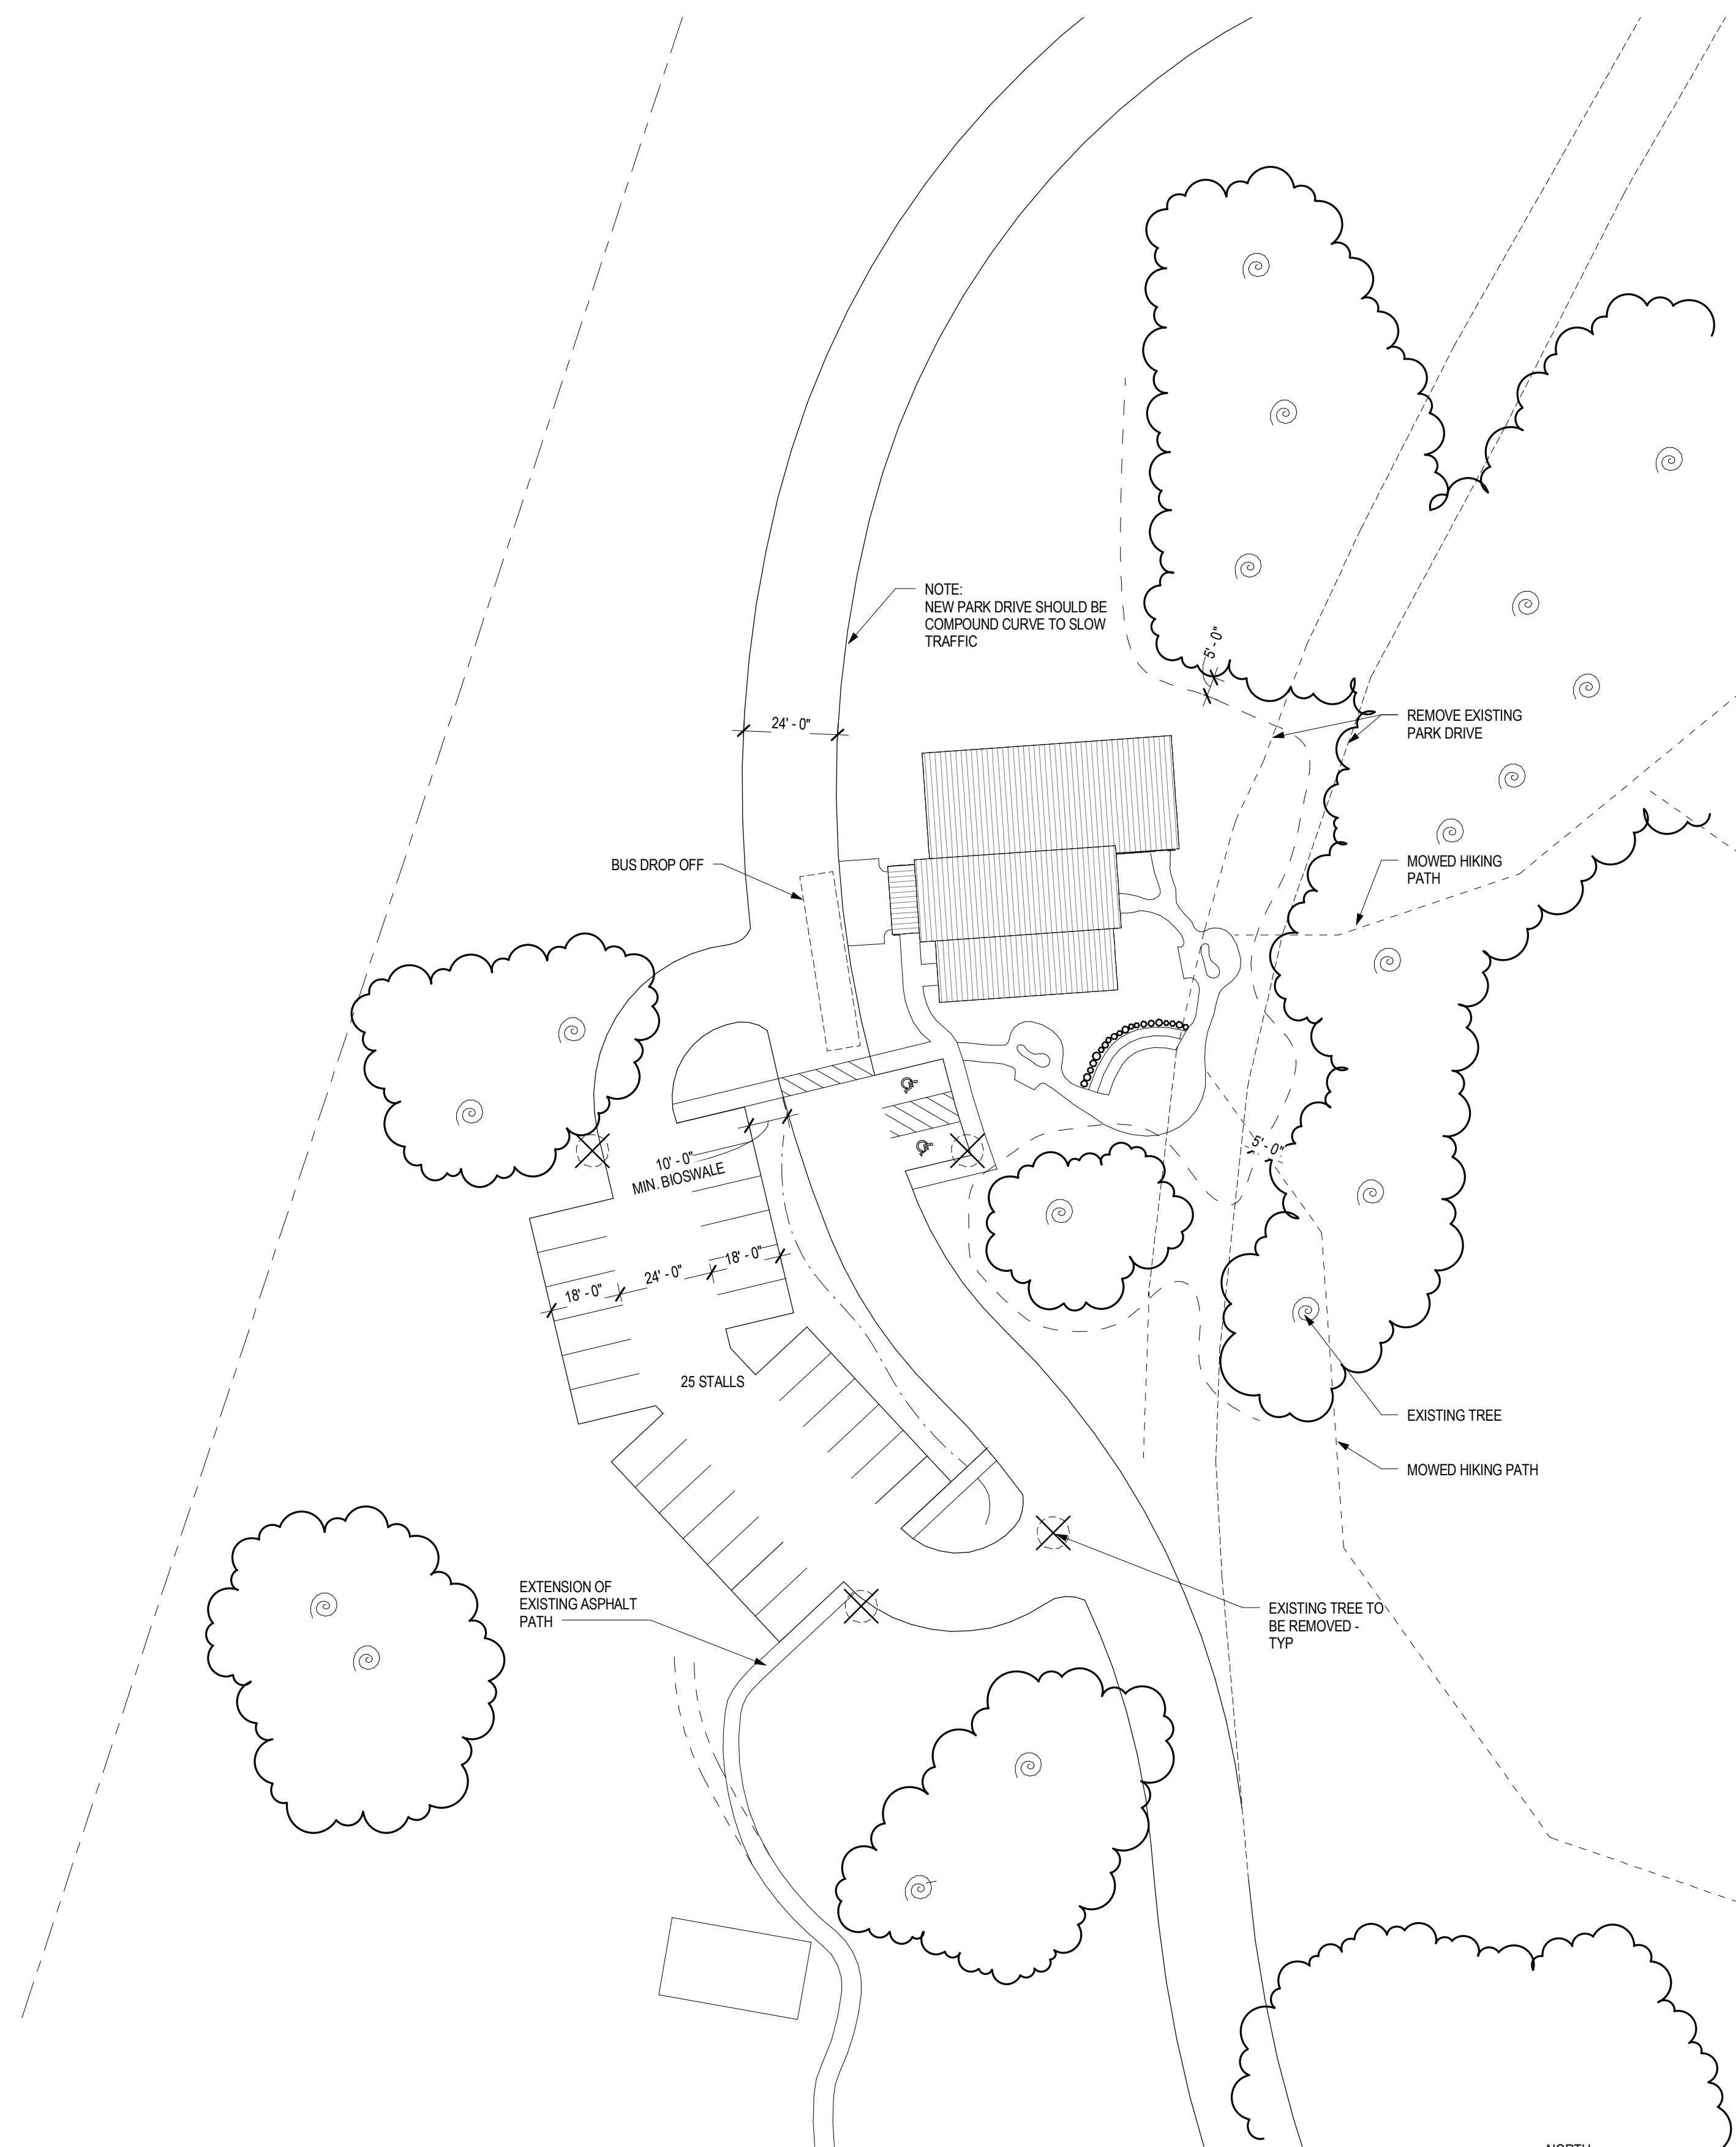 NOTE:
NEW PARK DRIVE SHOULD BE
COMPOUND CURVE TO SLOW
TRAFFIC
5' - 0"
24' - 0"
REMOVE EXISTING
PARK DRIVE
BUS DROP OFF
MOWED HIKING
PATH
10' - 0"
MIN. BIOSWALE
5' - 0"
18' - 0"
24' - 0"
18' - 0"
25 STALLS
EXISTING TREE
MOWED HIKING PATH
EXTENSION OF
EXISTING ASPHALT
PATH
EXISTING TREE TO
BE REMOVED -
TYP
NORTH